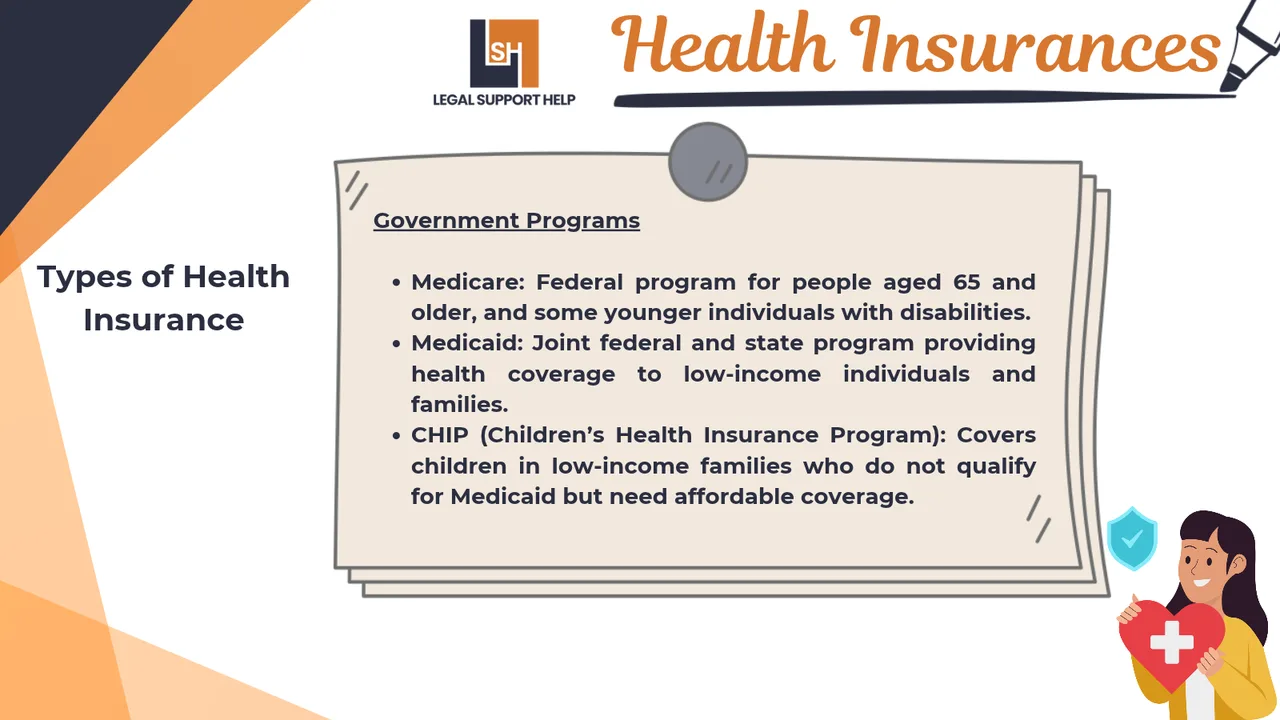 SH
LEGAL SUPPORT HELP
Health Insurances
Types of Health
Insurance
Government Programs
• Medicare: Federal program for people aged 65 and
older, and some younger individuals with disabilities.
• Medicaid: Joint federal and state program providing
health coverage to low-income individuals and
families.
• CHIP (Children’s Health Insurance Program): Covers
children in low-income families who do not qualify
for Medicaid but need affordable coverage.